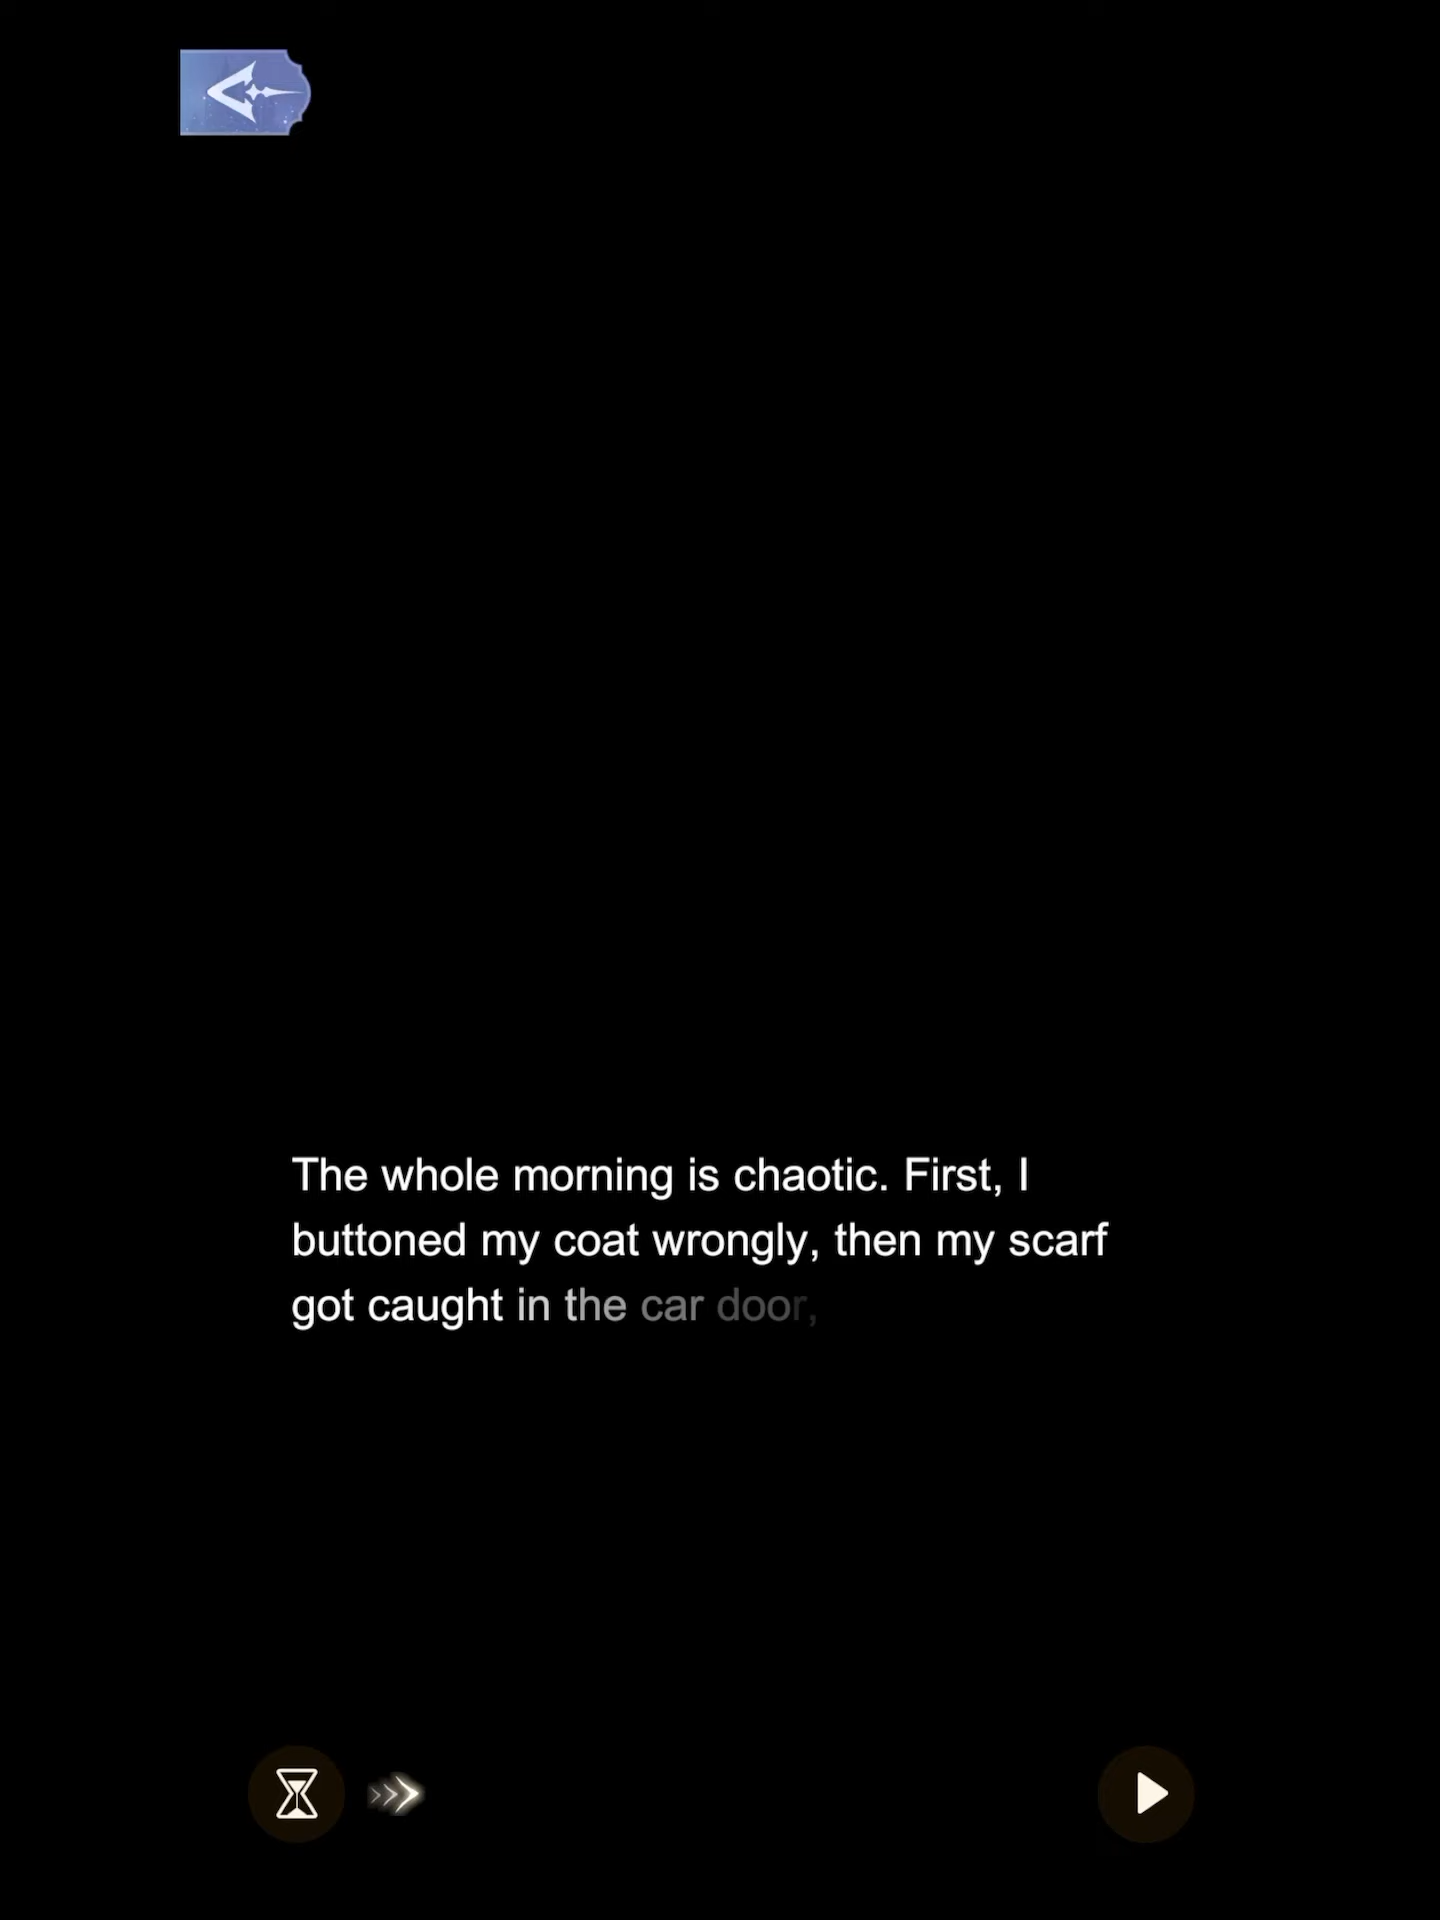 The whole morning is chaotic. First, I
buttoned my coat wrongly, then my scarf
got caught in the car door,